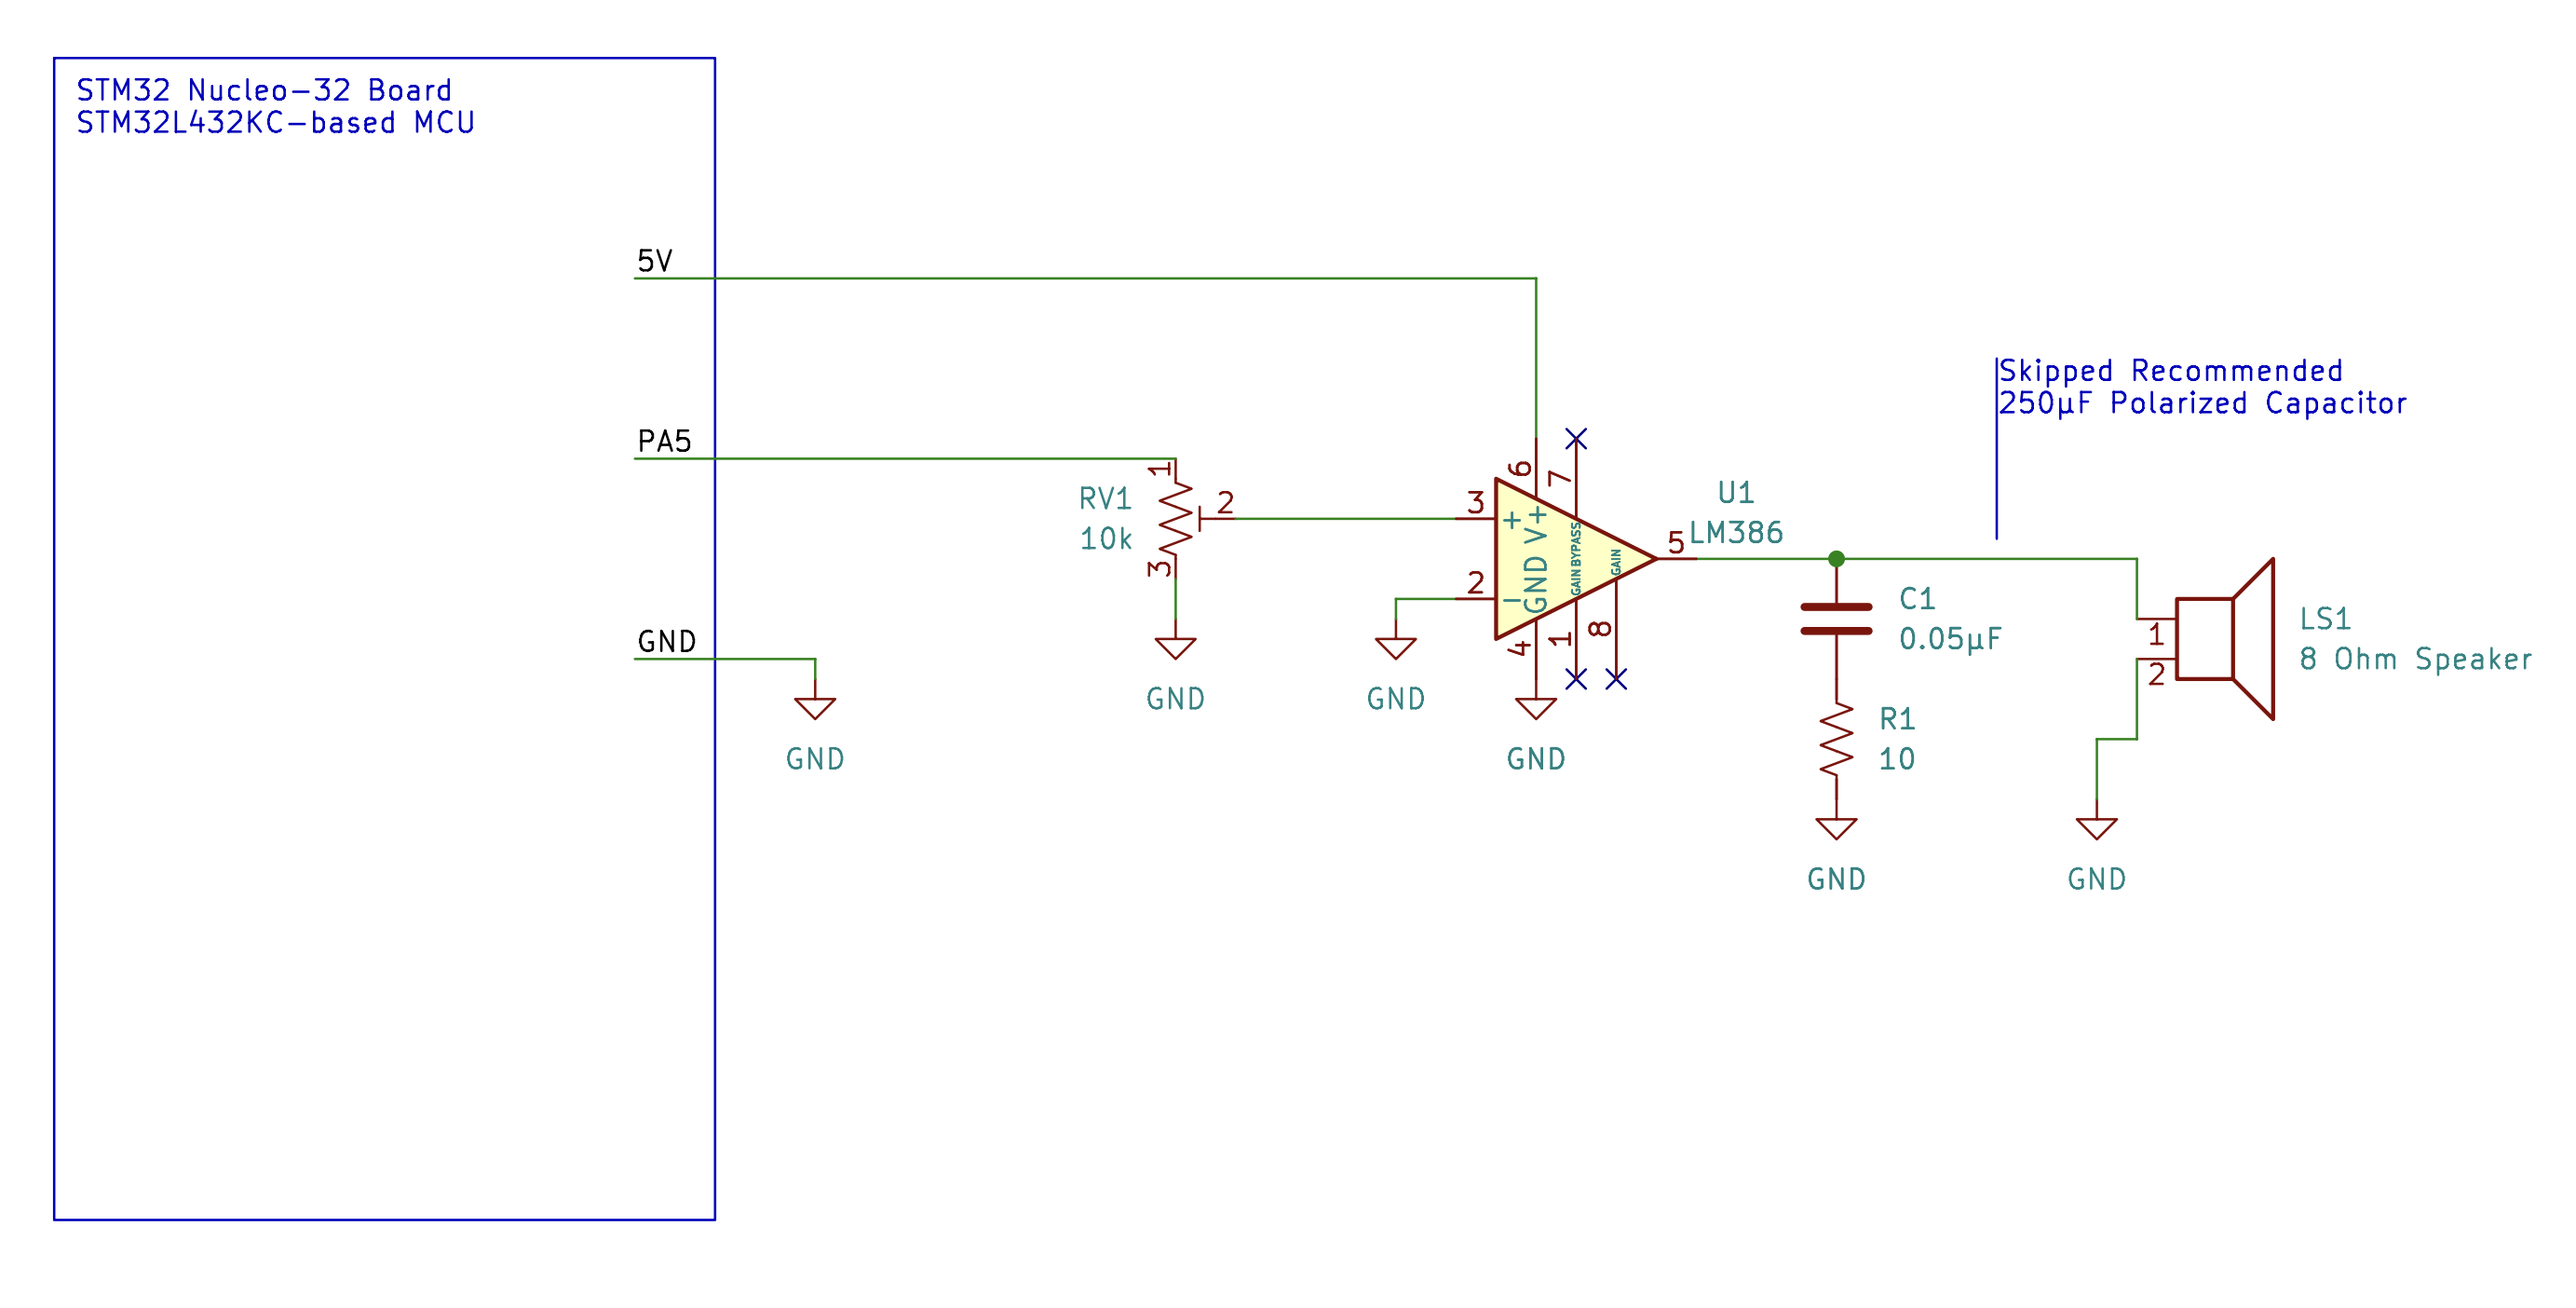 STM32 Nucleo-32 Board
STM32L432KC-based MCU
5V
PA5
GND
GND
RV1
10k
1
2
3
GND
GND
3
2
6
7
+
V+
BYPASS
GAIN
GAIN
GND
-
4
1
8
5
U1
LM386
GND
Skipped Recommended
250µF Polarized Capacitor
C1
0.05µF
R1
10
GND
1
2
LS1
8 Ohm Speaker
GND